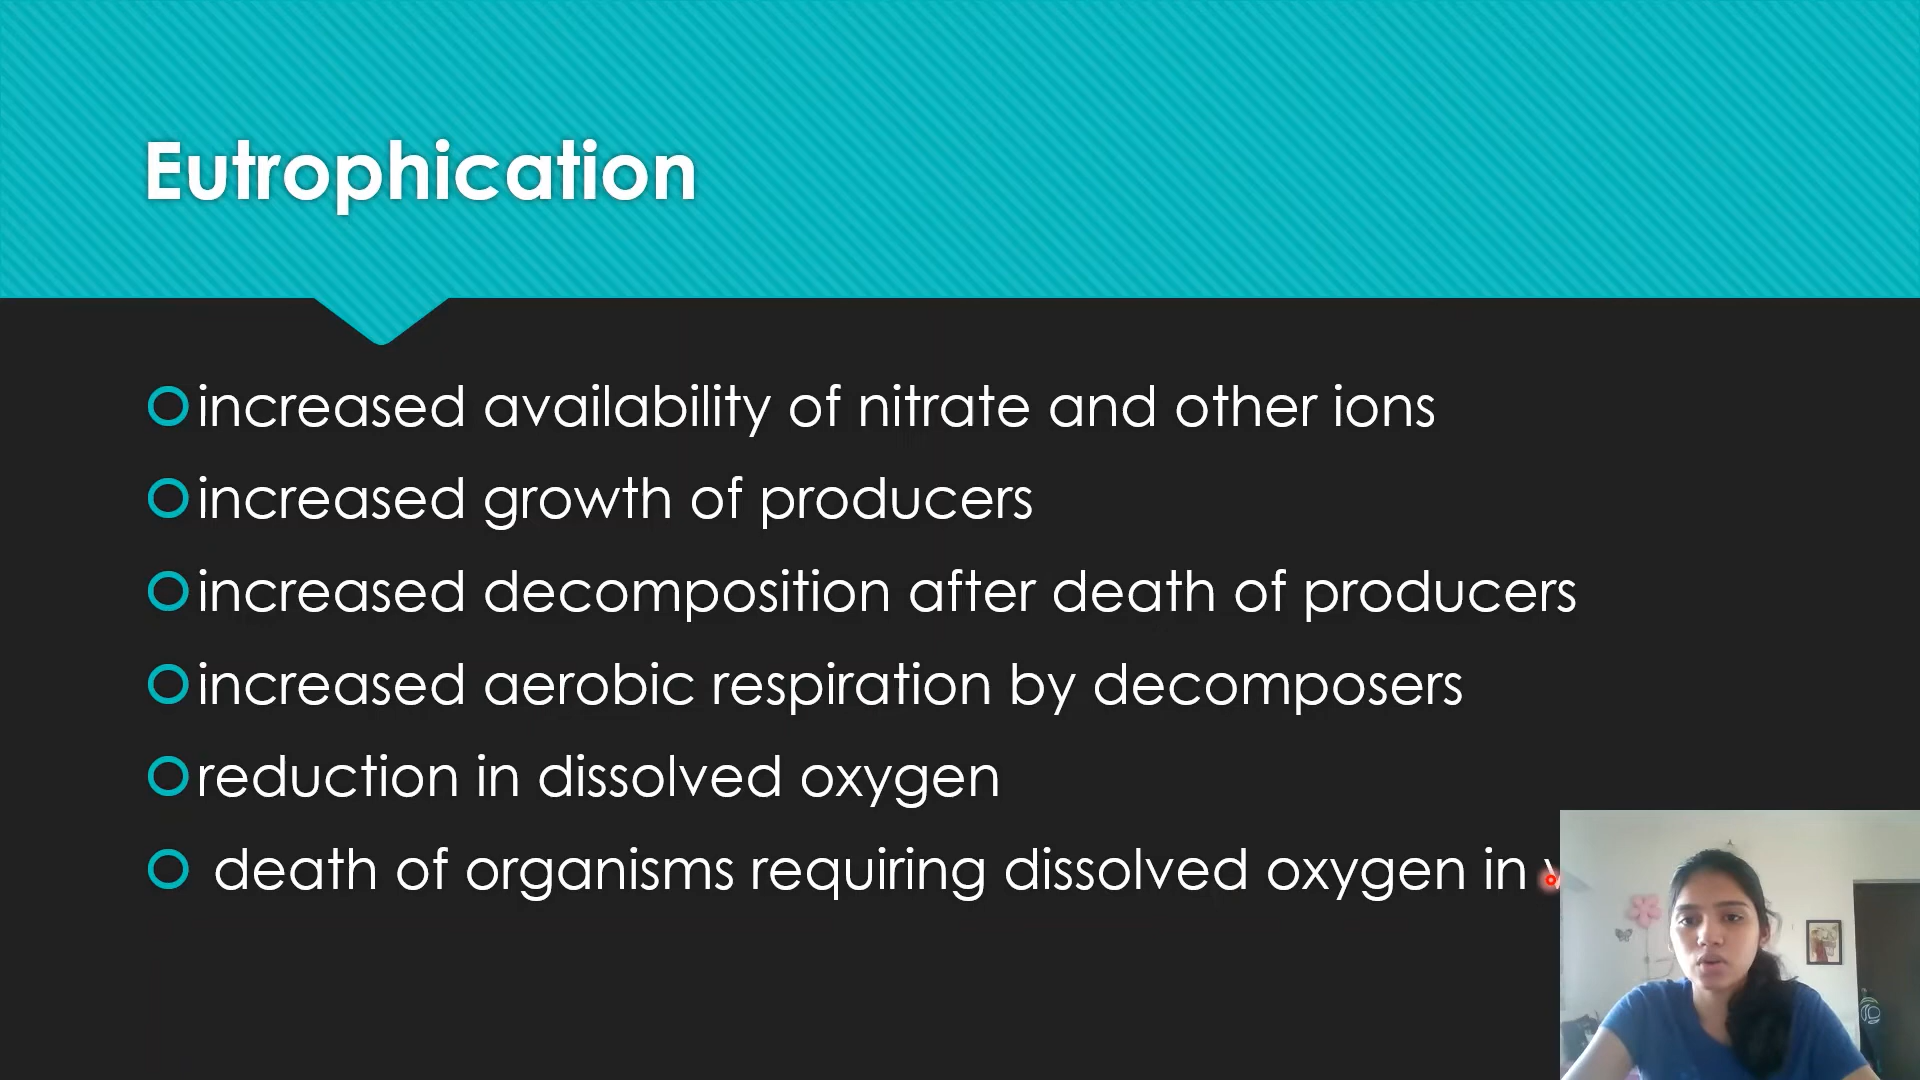 Eutrophication
increased availability of nitrate and other ions
increased growth of producers
increased decomposition after death of producers
increased aerobic respiration by decomposers
reduction in dissolved oxygen
death of organisms requiring dissolved oxygen in